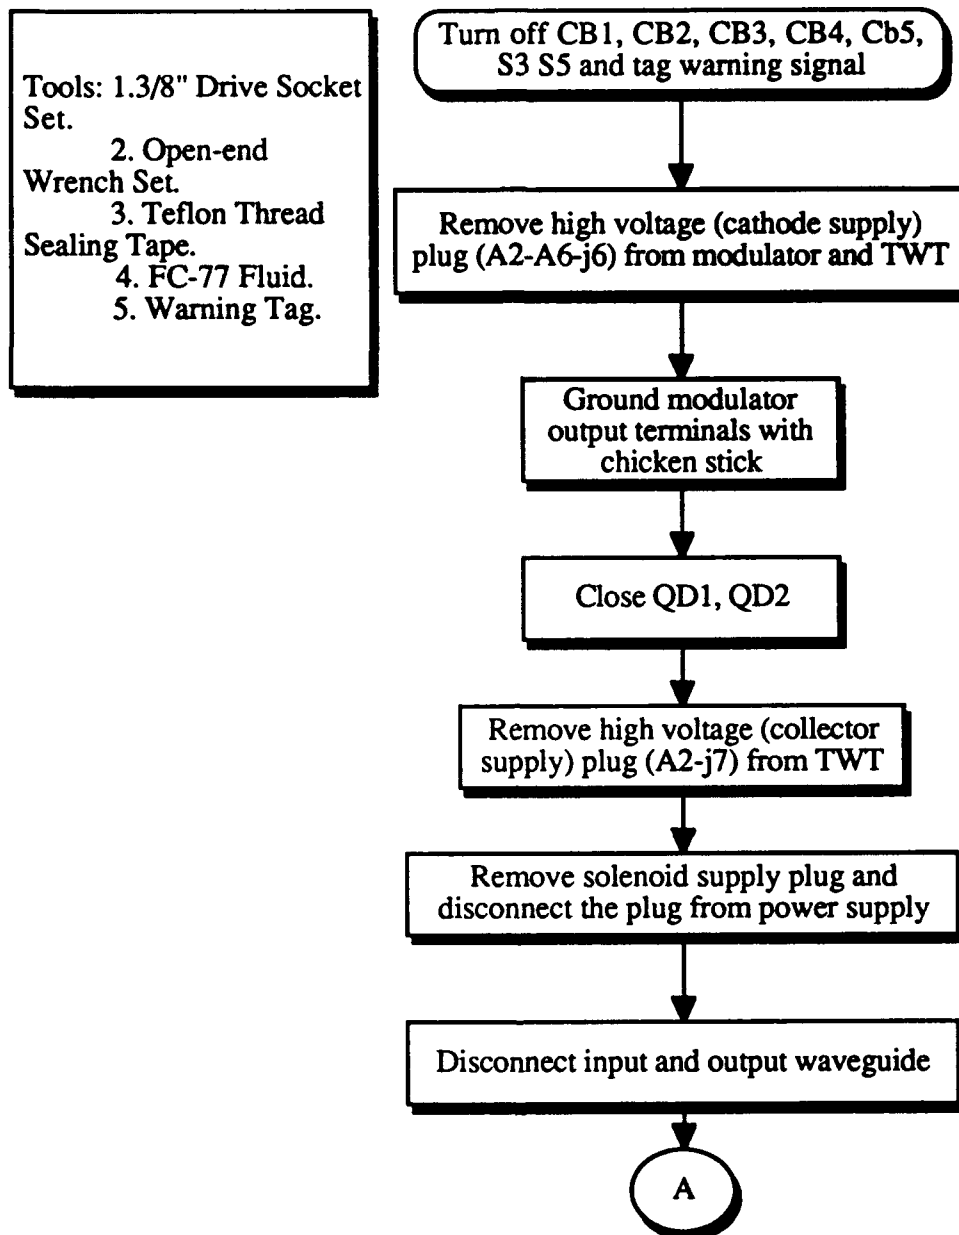 Tools: 1.3/8" Drive Socket
Set.
2. Open-end
Wrench Set.
3. Teflon Thread
Sealing Tape.
4. FC-77 Fluid.
5. Warning Tag.
Turn off CB1, CB2, CB3, CB4, Cb5,
S3 S5 and tag warning signal
Remove high voltage (cathode supply)
plug (A2-A6-j6) from modulator and TWT
Ground modulator
output terminals with
chicken stick
Close QD1, QD2
Remove high voltage (collector
supply) plug (A2-j7) from TWT
Remove solenoid supply plug and
disconnect the plug from power supply
Disconnect input and output waveguide
A